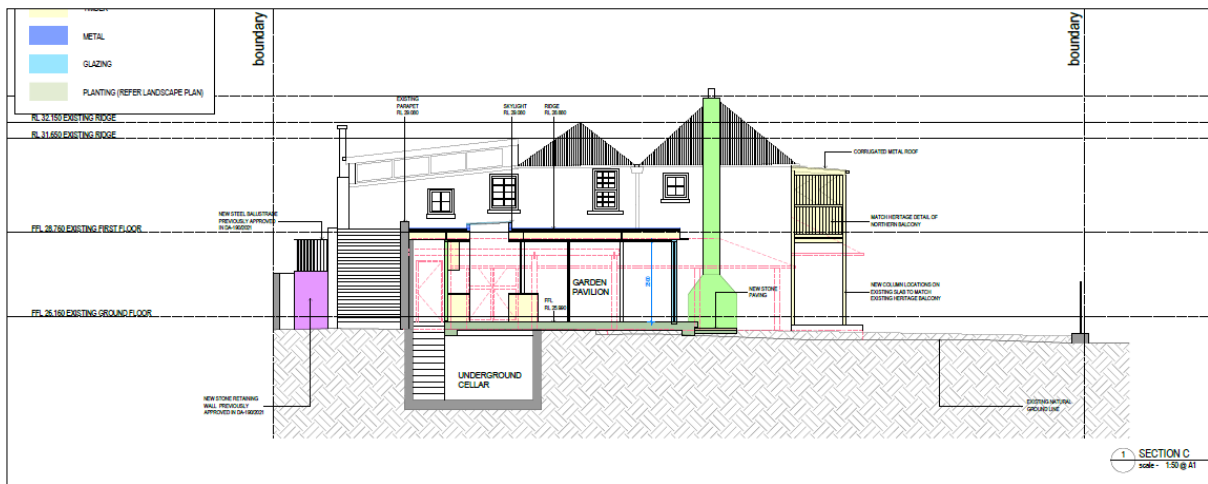 METAL
GLAZING
PLANTING (REFER LANDSCAPE PLAN)
boundary
boundary
RL 32.150 EXISTING RIDGE
RL 31.650 EXISTING RIDGE
EXISTING
PARAPET
SKYLIGHT
RIDGE
CORRUGATED METAL ROOF
NEW STEEL BALUSTRADE
PREVIOUSLY APPROVED
IN DA-190/2021
MATCH HERITAGE DETAIL OF
NORTHERN BALCONY
FFL 28.760 EXISTING FIRST FLOOR
GARDEN
PAVILION
NEW STONE
PAVING
NEW COLUMN LOCATIONS ON
EXISTING SLAB TO MATCH
EXISTING HERITAGE BALCONY
FFL
FFL 26.160 EXISTING GROUND FLOOR
UNDERGROUND
CELLAR
NEW STONE RETAINING
WALL PREVIOUSLY
APPROVED IN DA-190/2021
EXISTING NATURAL
GROUND LINE
1 SECTION C
scale - 1:50 @ A1